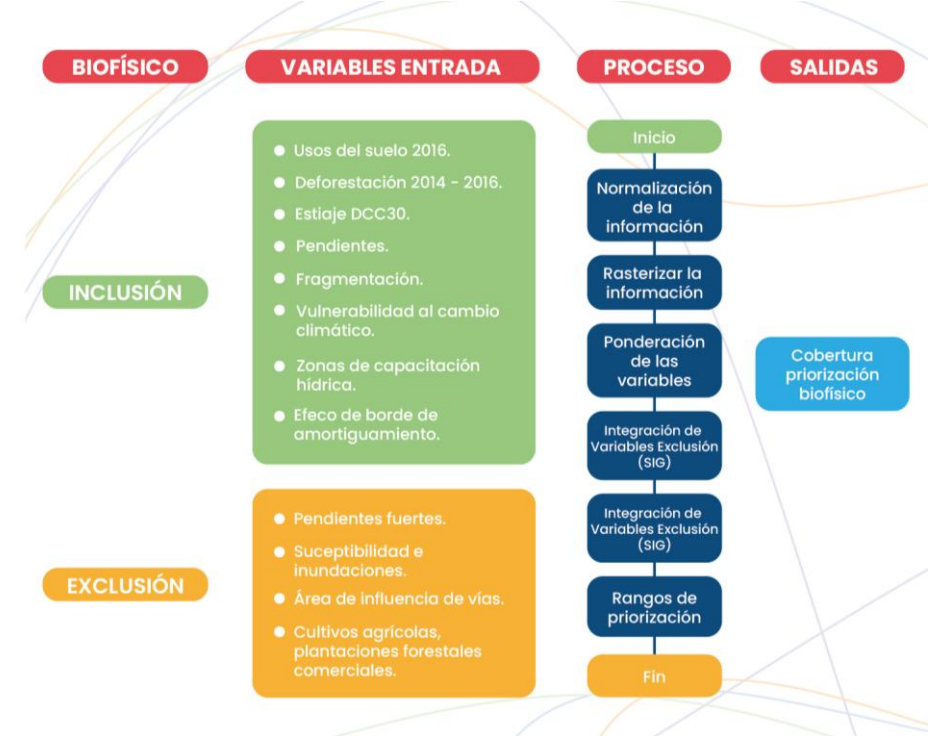 BIOFÍSICO
VARIABLES ENTRADA
PROCESO
SALIDAS
INCLUSIÓN
Usos del suelo 2016.
Deforestación 2014 - 2016.
Estiaje DCC30.
Pendientes.
Fragmentación.
Vulnerabilidad al cambio
climático.
Zonas de capacitación
hídrica.
Efeco de borde de
amortiguamiento.
EXCLUSIÓN
Pendientes fuertes.
Suceptibilidad e
inundaciones.
Área de influencia de vías.
Cultivos agrícolas,
plantaciones forestales
comerciales.
Inicio
Normalización
de la
información
Rasterizar la
información
Ponderación
de las
variables
Integración de
Variables Exclusión
(SIG)
Integración de
Variables Exclusión
(SIG)
Rangos de
priorización
Fin
Cobertura
priorización
biofísico